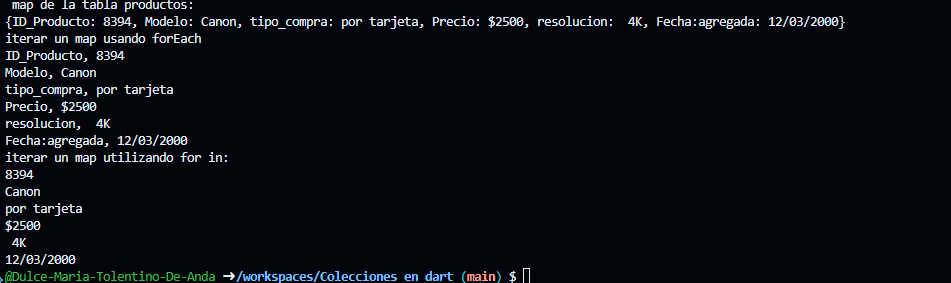 map de la tabla productos:
{ID_Producto: 8394, Modelo: Canon, tipo_compra: por tarjeta, Precio: $2500, resolucion:  4K, Fecha:agregada: 12/03/2000}
iterar un map usando forEach
ID_Producto, 8394
Modelo, Canon
tipo_compra, por tarjeta
Precio, $2500
resolucion,  4K
Fecha:agregada, 12/03/2000
iterar un map utilizando for in:
8394
Canon
por tarjeta
$2500
 4K
12/03/2000
@Dulce-Maria-Tolentino-De-Anda ➜/workspaces/Colecciones en dart (main) $